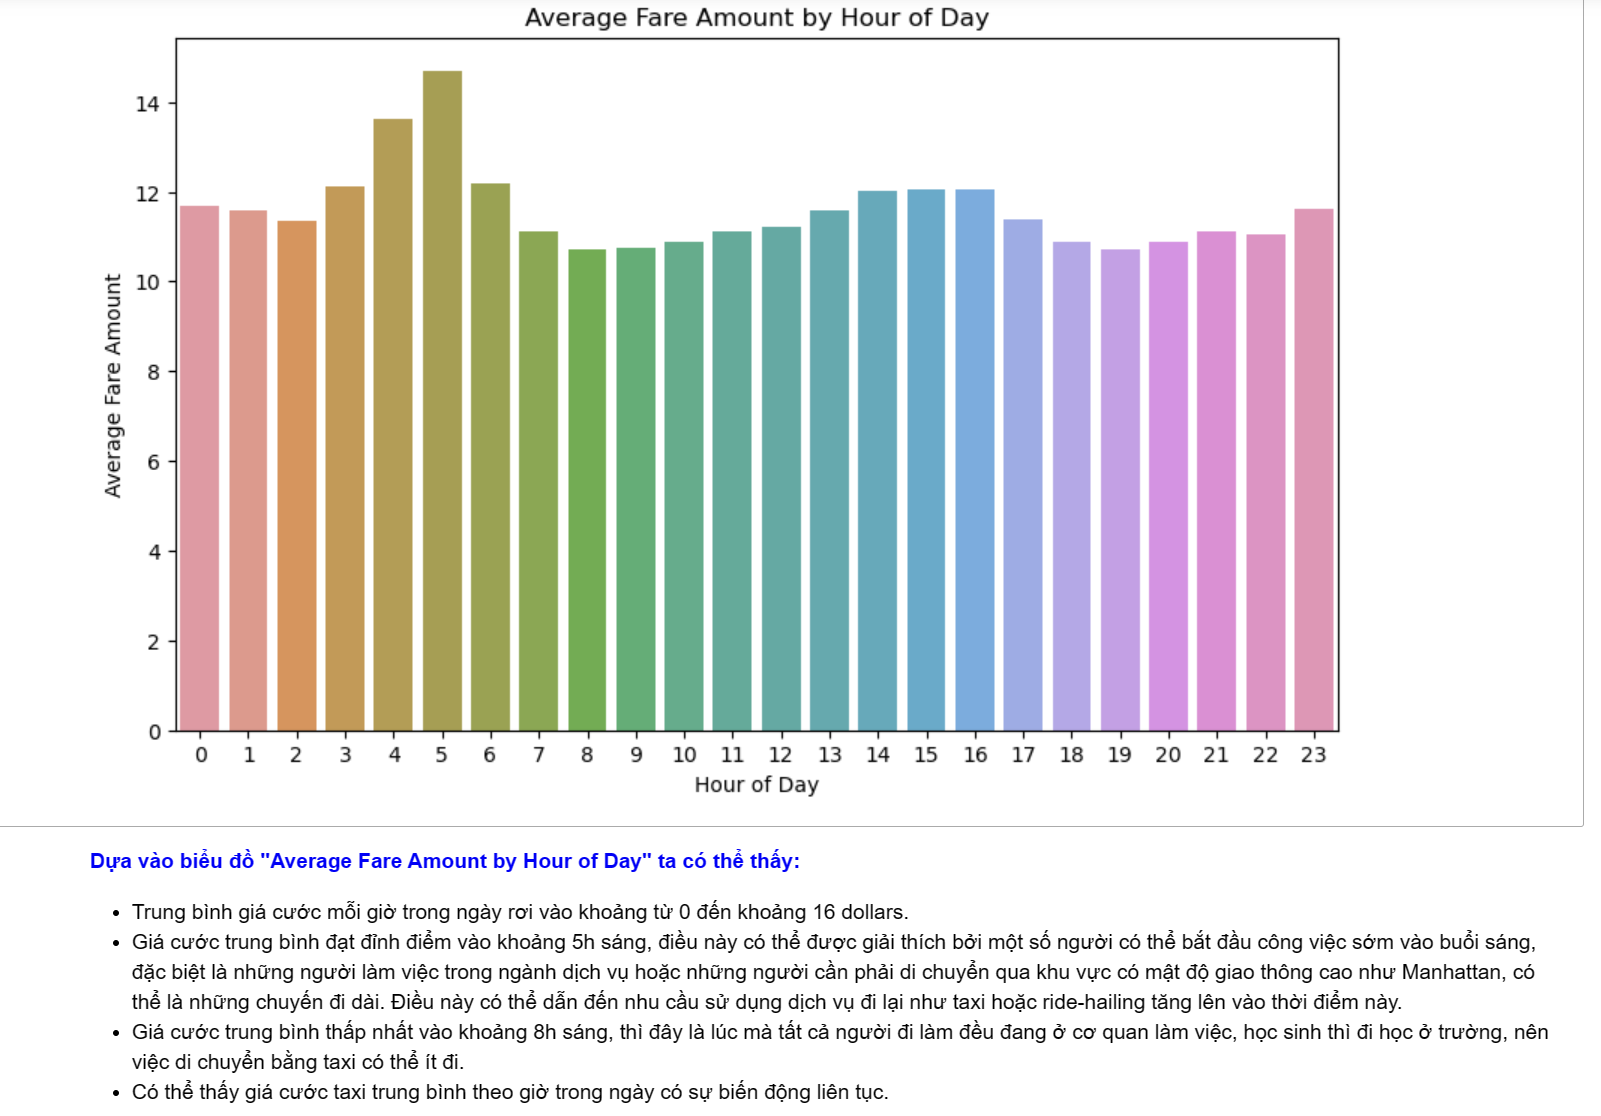 Average Fare Amount by Hour of Day
Average Fare Amount
14
12
10
8
6
4
2
0
0 1 2 3 4 5 6 7 8 9 10 11 12 13 14 15 16 17 18 19 20 21 22 23
Hour of Day
Dựa vào biểu đồ "Average Fare Amount by Hour of Day" ta có thể thấy:
• Trung bình giá cước mỗi giờ trong ngày rơi vào khoảng từ 0 đến khoảng 16 dollars.
• Giá cước trung bình đạt đỉnh điểm vào khoảng 5h sáng, điều này có thể được giải thích bởi một số người có thể bắt đầu công việc sớm vào buổi sáng,
đặc biệt là những người làm việc trong ngành dịch vụ hoặc những người cần phải di chuyển qua khu vực có mật độ giao thông cao như Manhattan, có
thể là những chuyến đi dài. Điều này có thể dẫn đến nhu cầu sử dụng dịch vụ đi lại như taxi hoặc ride-hailing tăng lên vào thời điểm này.
• Giá cước trung bình thấp nhất vào khoảng 8h sáng, thì đây là lúc mà tất cả người đi làm đều đang ở cơ quan làm việc, học sinh thì đi học ở trường, nên
việc di chuyển bằng taxi có thể ít đi.
• Có thể thấy giá cước taxi trung bình theo giờ trong ngày có sự biến động liên tục.